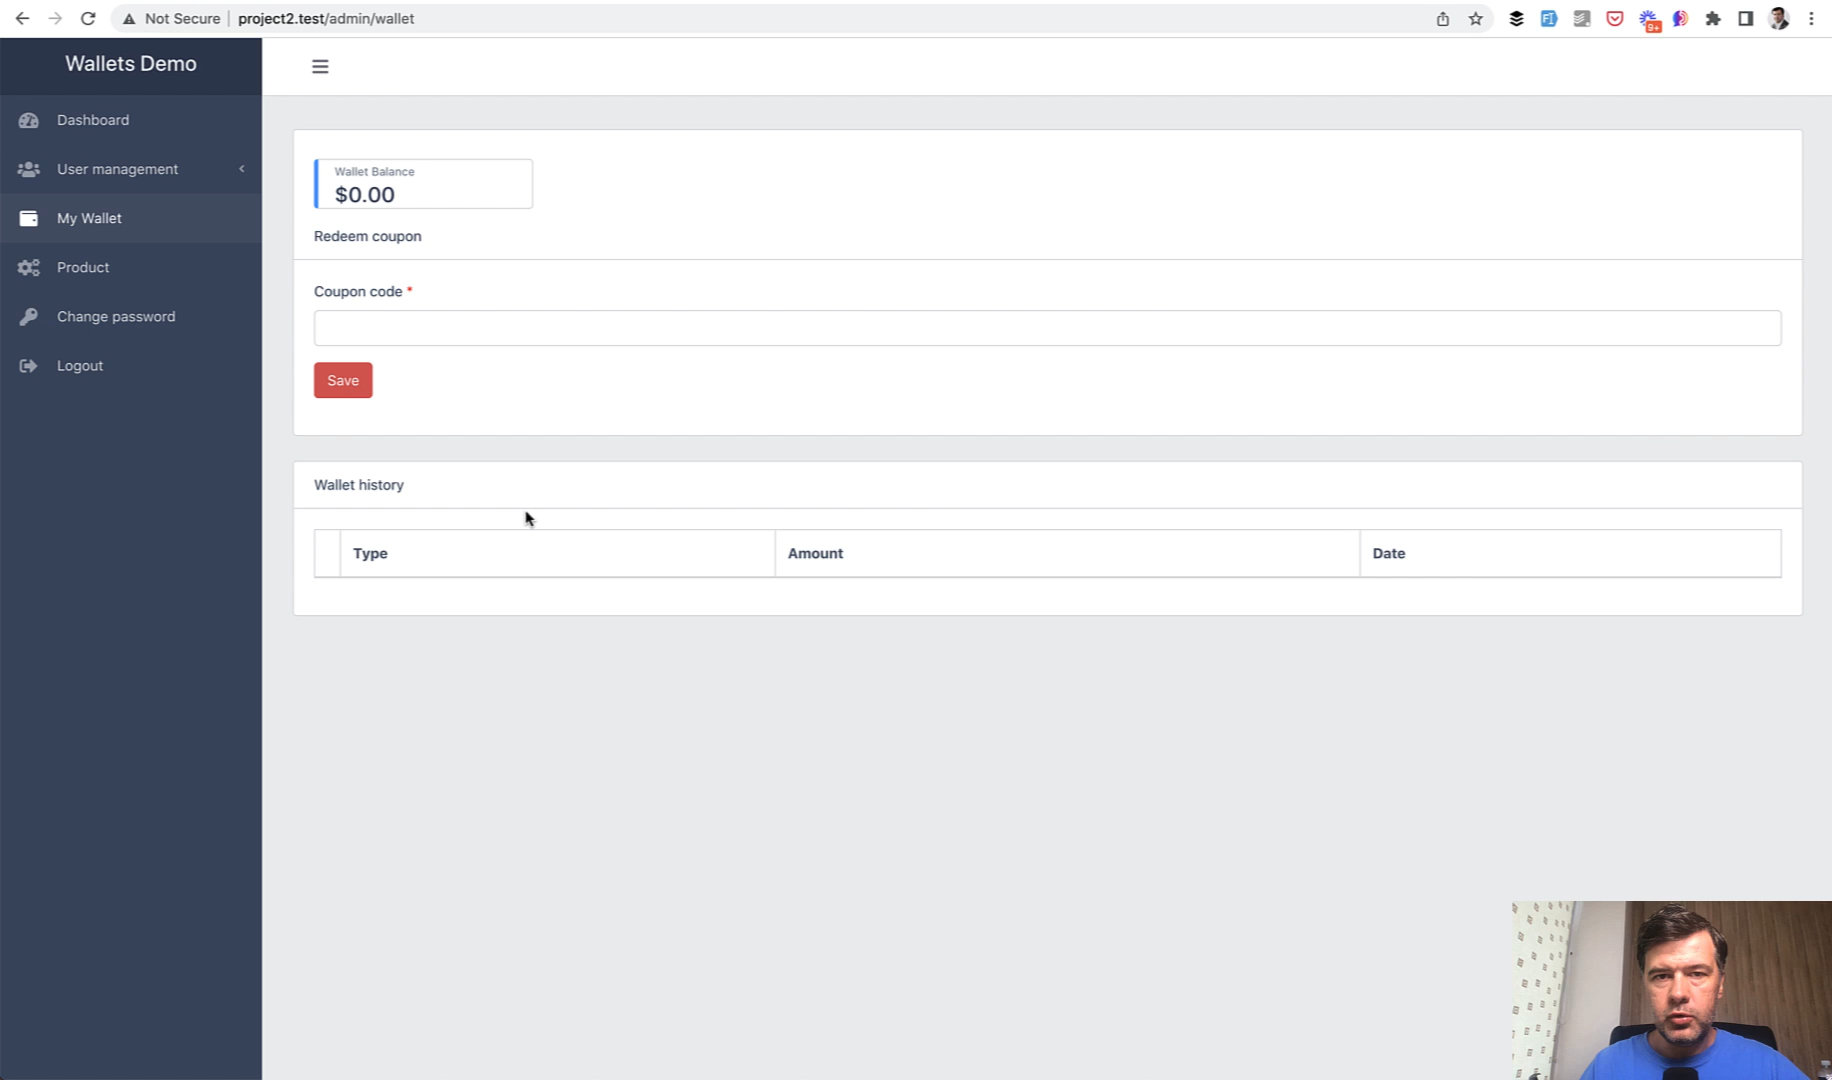 Not Secure project2.test/admin/wallet
9+
Wallets Demo
Dashboard
User management
My Wallet
Product
Change password
Logout
Wallet Balance
$0.00
Redeem coupon
Coupon code *
Save
Wallet history
Type Amount Date